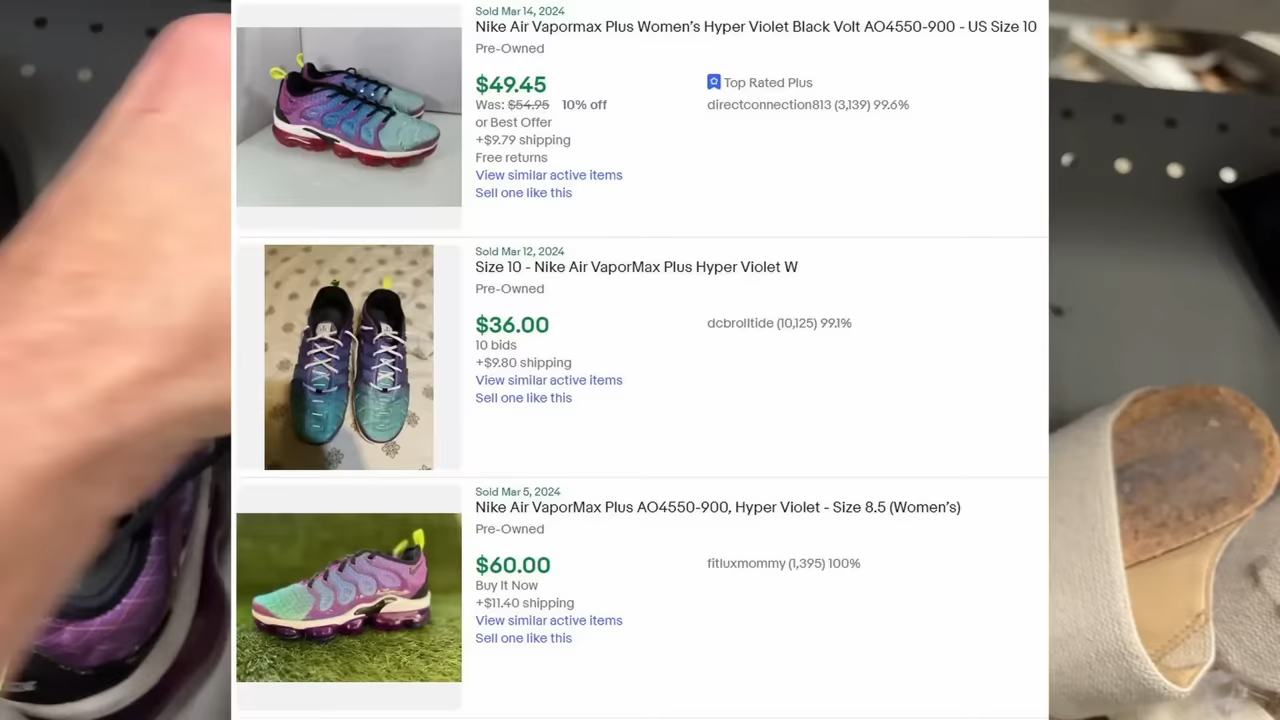 Sold Mar 14, 2024
Nike Air Vapormax Plus Women's Hyper Violet Black Volt AO4550-900 - US Size 10
Pre-Owned
$49.45
Top Rated Plus
Was: $54.95 10% off
directconnection813 (3,139) 99.6%
or Best Offer
+$9.79 shipping
Free returns
View similar active items
Sell one like this
Sold Mar 12, 2024
Size 10 - Nike Air VaporMax Plus Hyper Violet W
Pre-Owned
$36.00
dcbrolltide (10,125) 99.1%
10 bids
+$9.80 shipping
View similar active items
Sell one like this
Sold Mar 5, 2024
Nike Air VaporMax Plus AO4550-900, Hyper Violet - Size 8.5 (Women's)
Pre-Owned
$60.00
fitluxmommy (1,395) 100%
Buy It Now
+$11.40 shipping
View similar active items
Sell one like this